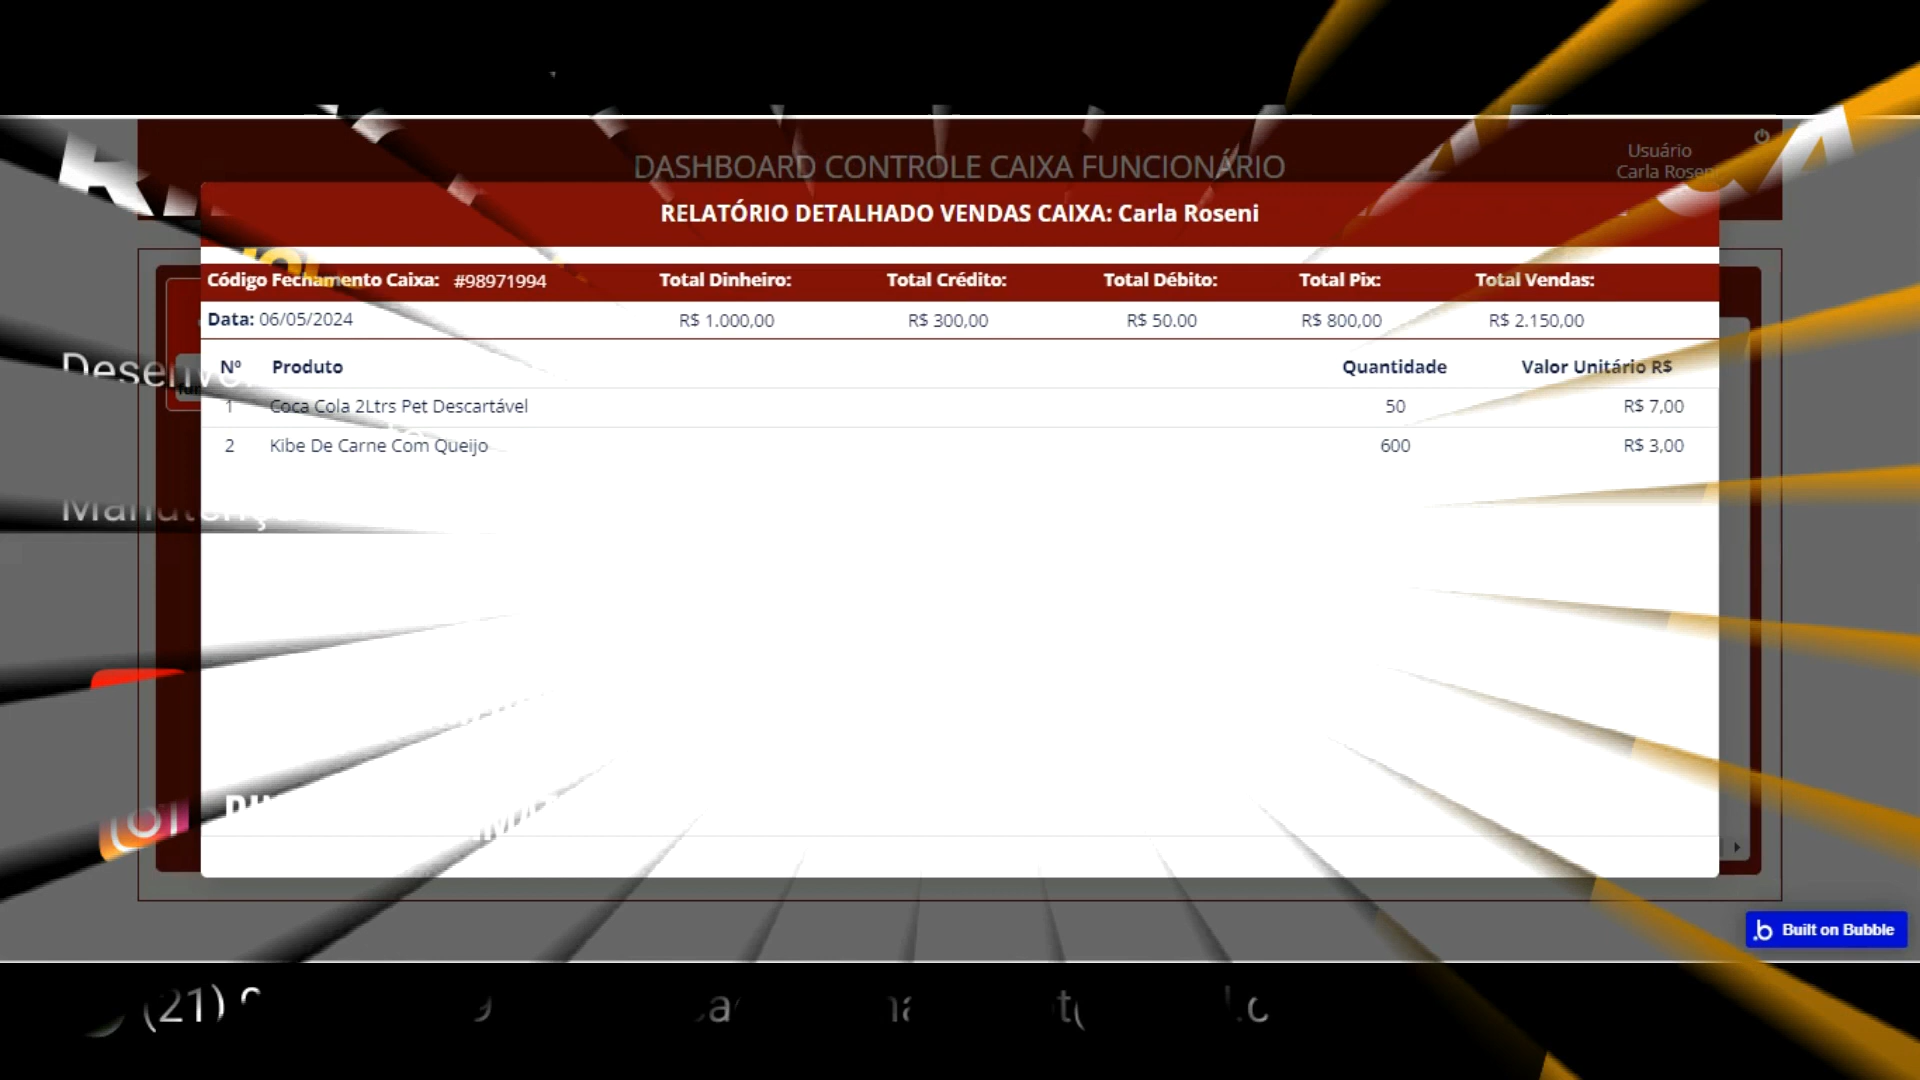 DASHBOARD CONTROLE CAIXA FUNCIONÁRIO
Usuário
Carla Roseni
RELATÓRIO DETALHADO VENDAS CAIXA: Carla Roseni
Código Fechamento Caixa: #98971994 Total Dinheiro: Total Crédito: Total Débito: Total Pix: Total Vendas:
Data: 06/05/2024 R$ 1.000,00 R$ 300,00 R$ 50.00 R$ 800,00 R$ 2.150,00
Nº Produto Quantidade Valor Unitário R$
1 Coca Cola 2Ltrs Pet Descartável 50 R$ 7,00
2 Kibe De Carne Com Queijo 600 R$ 3,00
Built on Bubble
(21)